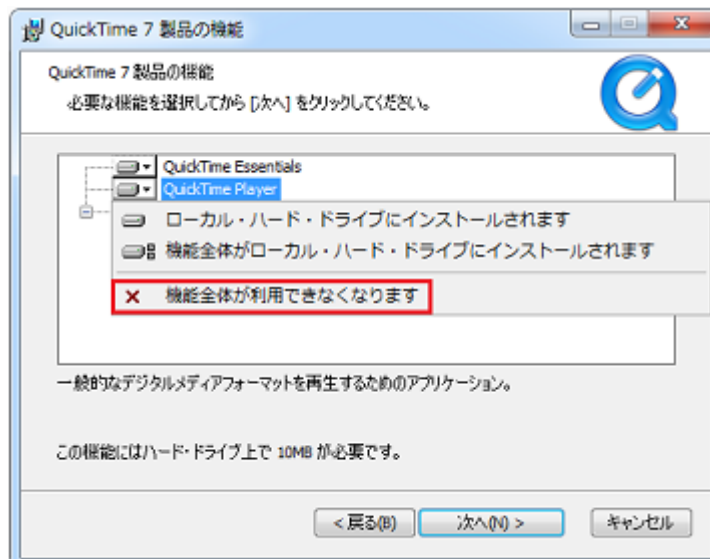 QuickTime 7 製品の機能
QuickTime 7 製品の機能
必要な機能を選択してから [次へ] をクリックしてください。
QuickTime Essentials
QuickTime Player
ローカル・ハード・ドライブにインストールされます
機能全体がローカル・ハード・ドライブにインストールされます
機能全体が利用できなくなります
一般的なデジタルメディアフォーマットを再生するためのアプリケーション。
この機能にはハード・ドライブ上で 10MB が必要です。
< 戻る(B)
次へ(N) >
キャンセル